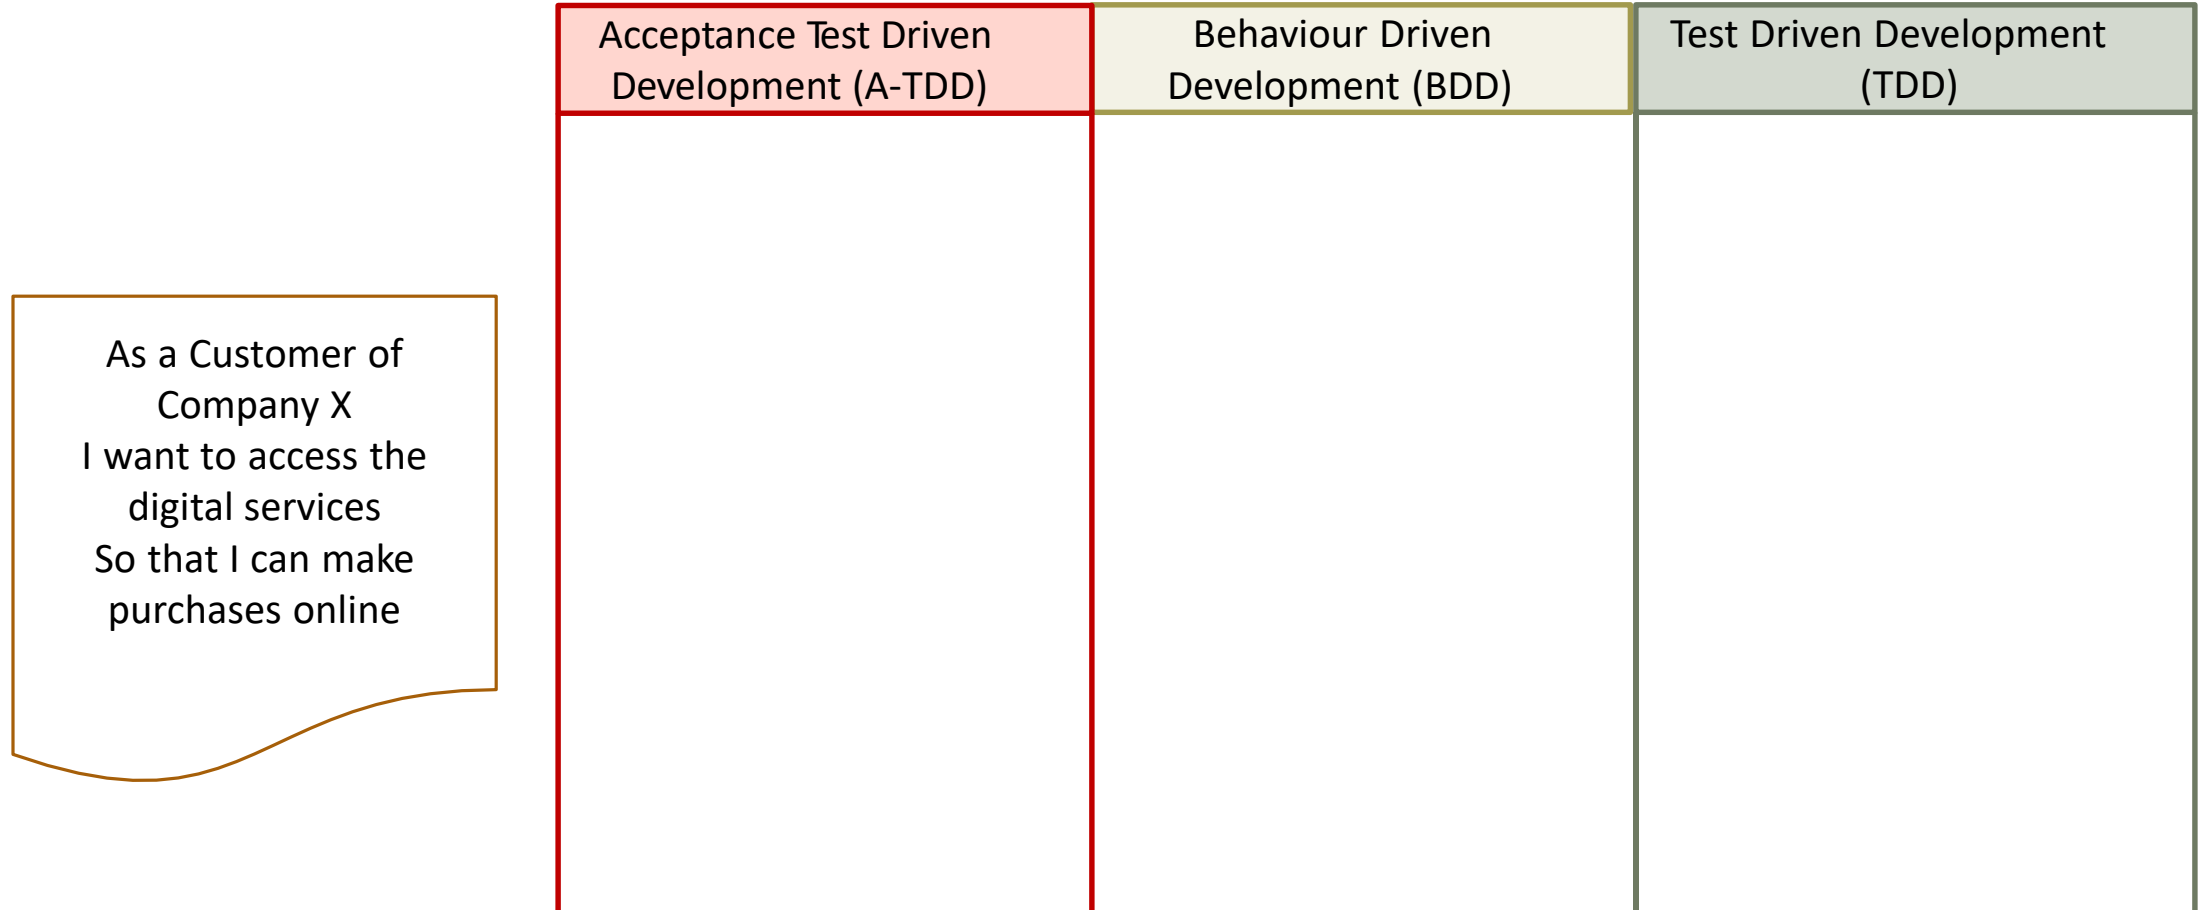 Acceptance Test Driven
Development (A-TDD)
Behaviour Driven
Development (BDD)
Test Driven Development
(TDD)
As a Customer of
Company X
I want to access the
digital services
So that I can make
purchases online